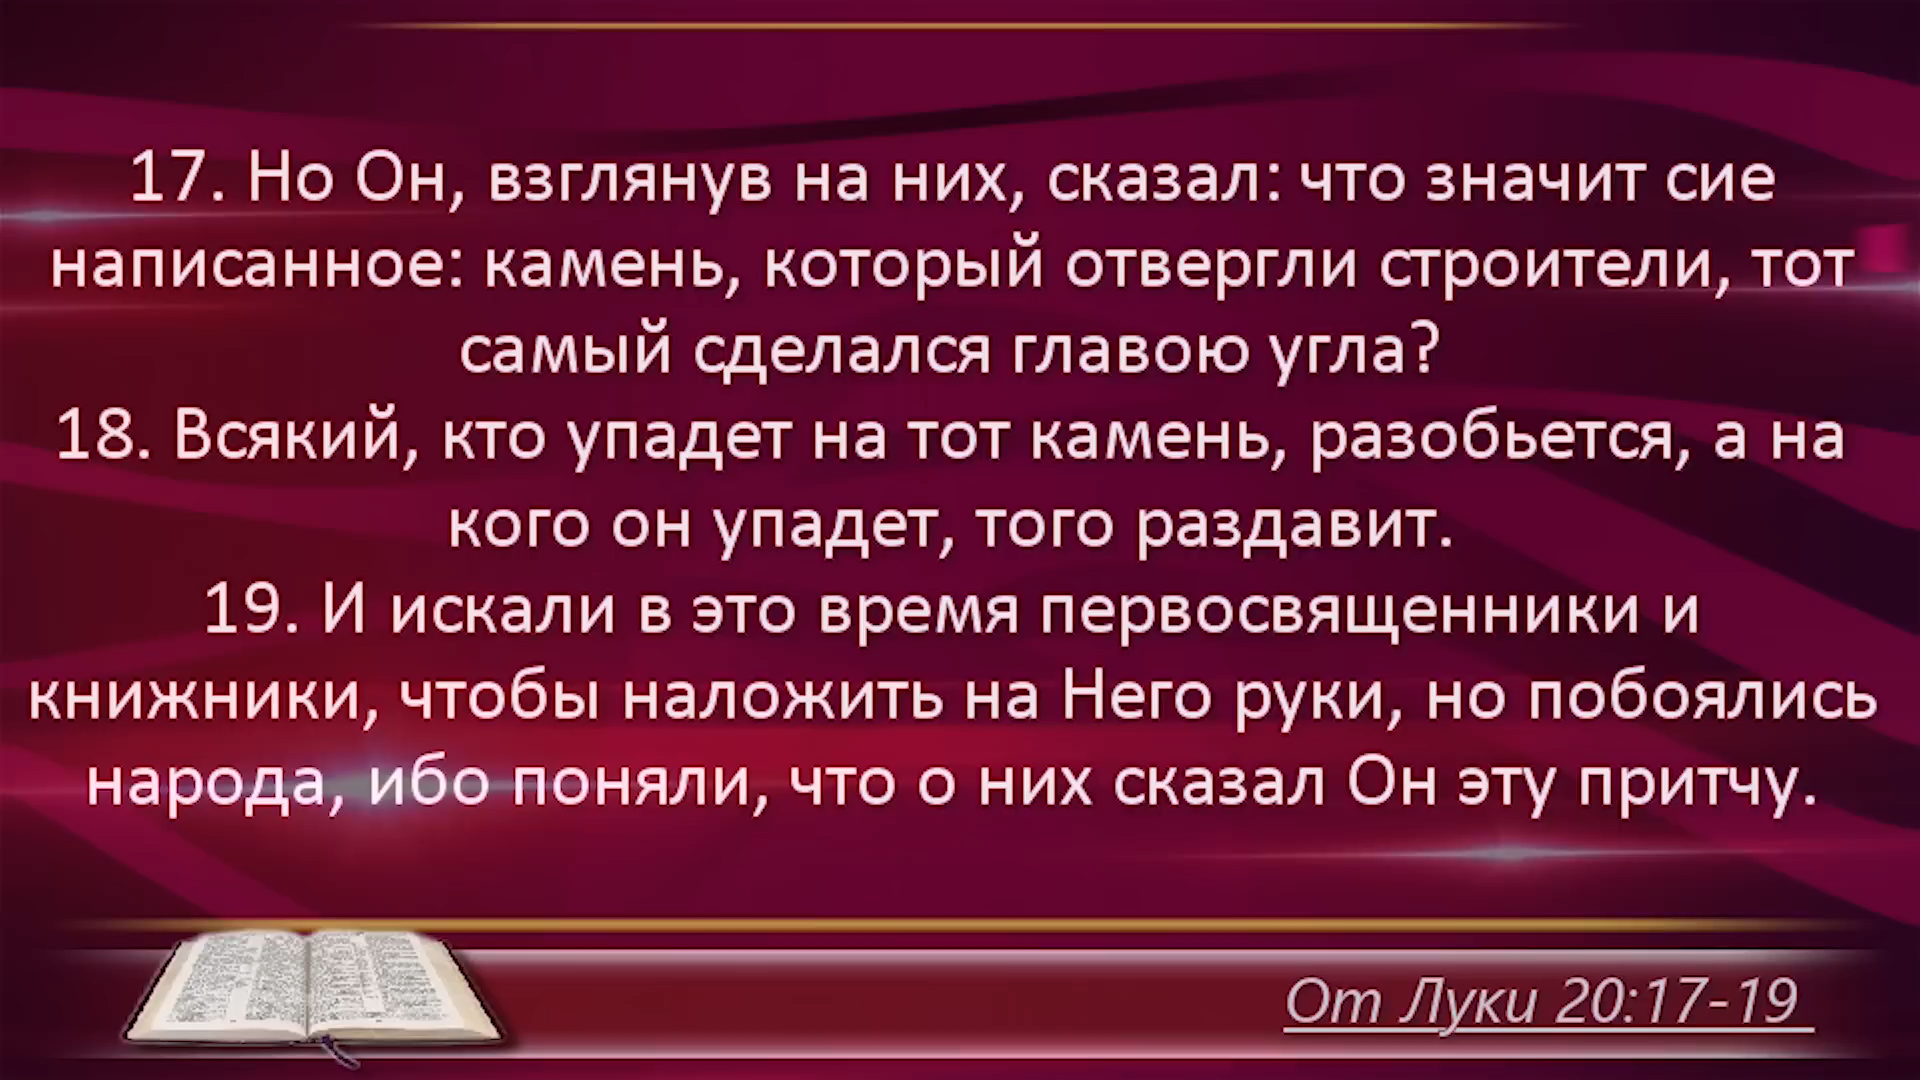 17. Но Он, взглянув на них, сказал: что значит сие
написанное: камень, который отвергли строители, тот
самый сделался главою угла?
18. Всякий, кто упадет на тот камень, разобьется, а на
кого он упадет, того раздавит.
19. И искали в это время первосвященники и
книжники, чтобы наложить на Него руки, но побоялись
народа, ибо поняли, что о них сказал Он эту притчу.
От Луки 20:17-19